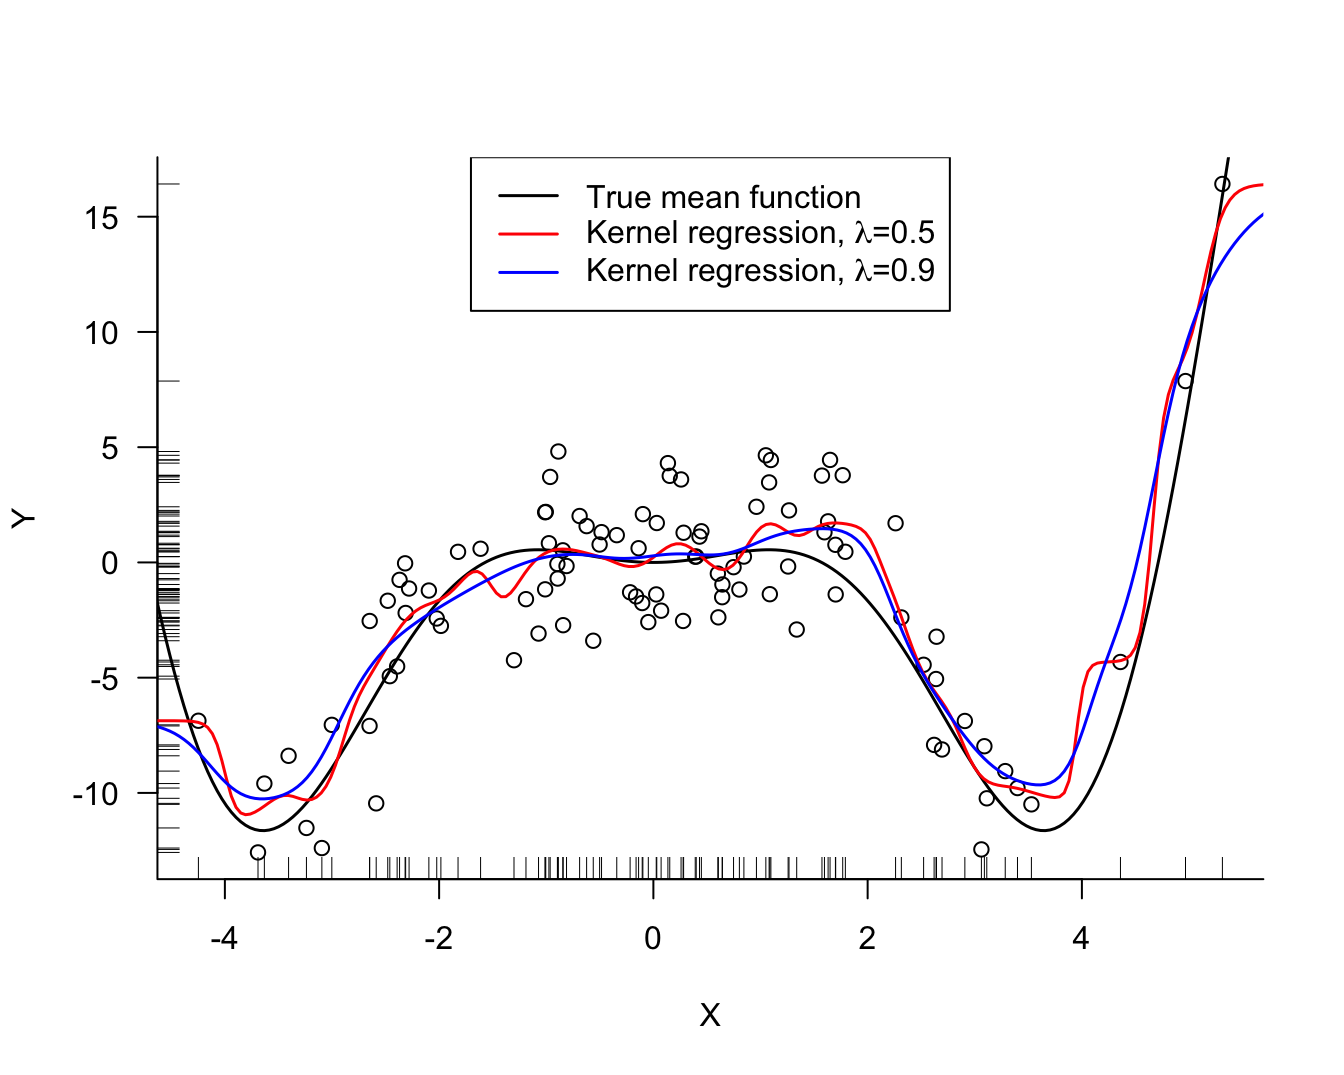 True mean function
Kernel regression, λ=0.5
Kernel regression, λ=0.9
15
10
5
0
-5
-10
Y
-4
-2
0
2
4
X